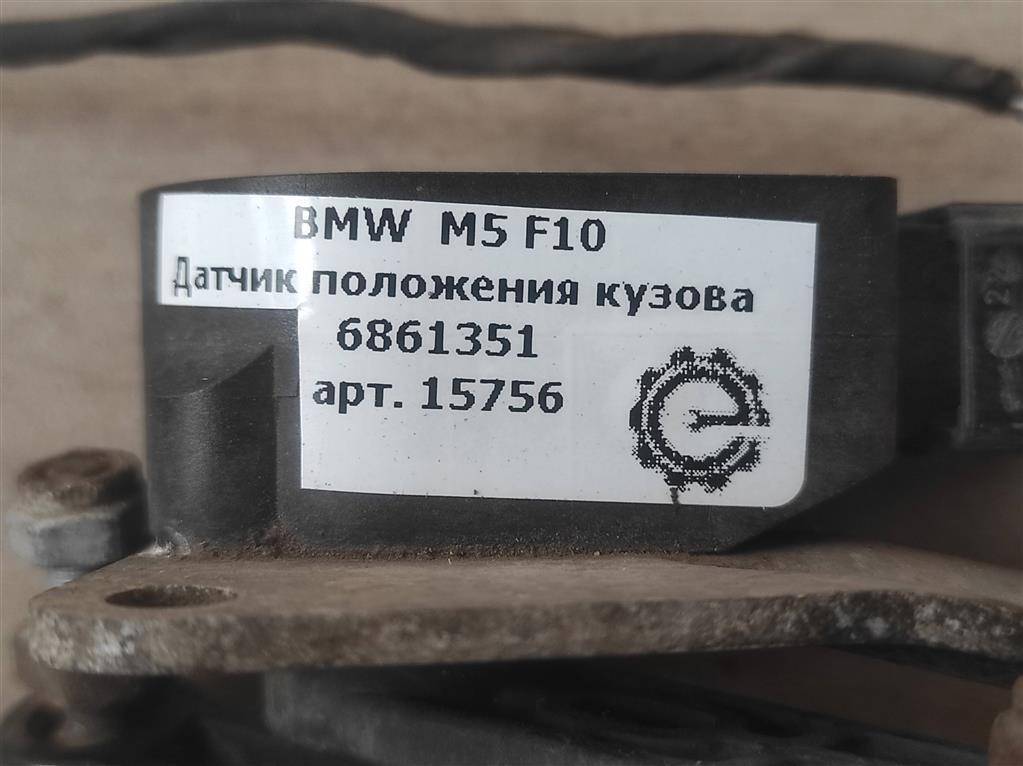 BMW M5 F10
Датчик положения кузова
6861351
арт. 15756